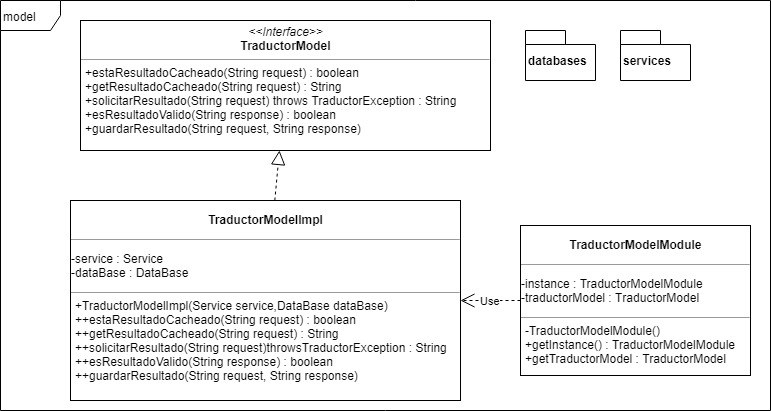 model
<<Interface>>
TraductorModel
+estaResultadoCacheado(String request) : boolean
+getResultadoCacheado(String request) : String
+solicitarResultado(String request) throws TraductorException : String
+esResultadoValido(String response) : boolean
+guardarResultado(String request, String response)
databases
services
TraductorModelImpl
-service : Service
-dataBase : DataBase
+TraductorModelImpl(Service service,DataBase dataBase)
++estaResultadoCacheado(String request) : boolean
++getResultadoCacheado(String request) : String
++solicitarResultado(String request)throwsTraductorException : String
++esResultadoValido(String response) : boolean
++guardarResultado(String request, String response)
Use
TraductorModelModule
-instance : TraductorModelModule
-traductorModel : TraductorModel
-TraductorModelModule()
+getInstance() : TraductorModelModule
+getTraductorModel : TraductorModel